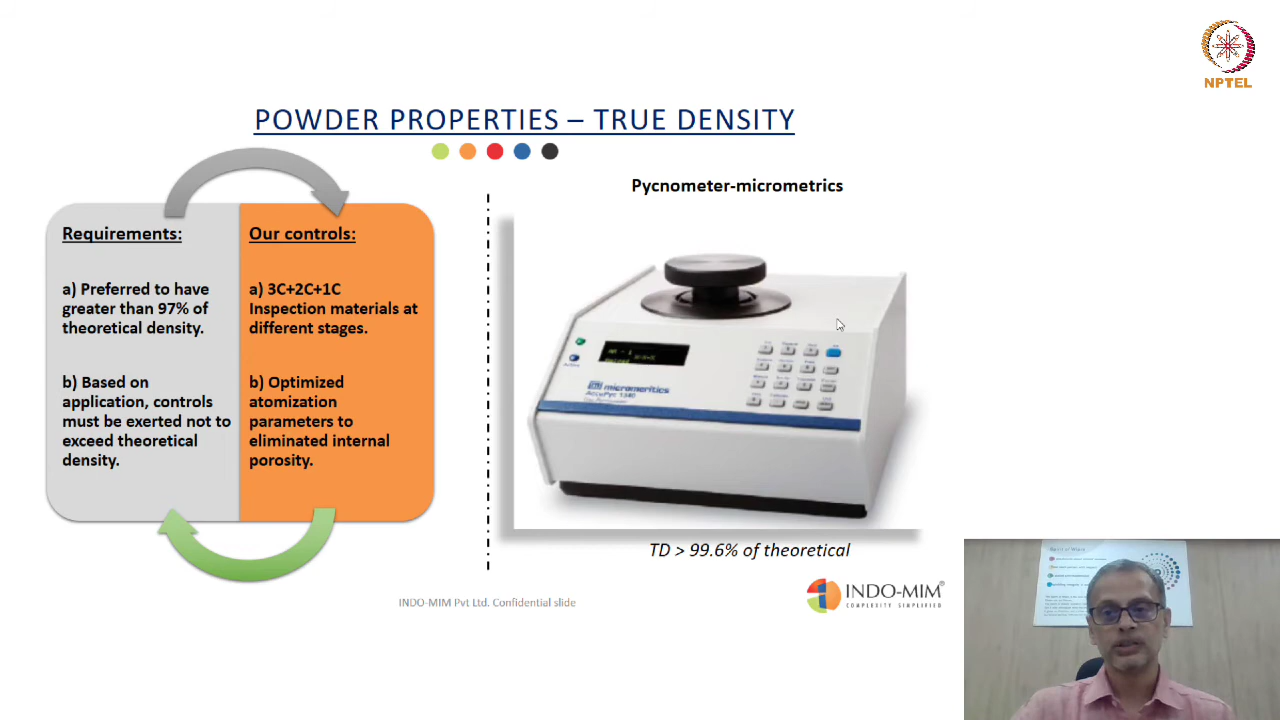 NPTEL
POWDER PROPERTIES – TRUE DENSITY
Requirements:
a) Preferred to have
greater than 97% of
theoretical density.
b) Based on
application, controls
must be exerted not to
exceed theoretical
density.
Our controls:
a) 3C+2C+1C
Inspection materials at
different stages.
b) Optimized
atomization
parameters to
eliminated internal
porosity.
Pycnometer-micrometrics
micromeritics
AccuPyc 1340
TD > 99.6% of theoretical
INDO-MIM®
COMPLEXITY SIMPLIFIED
INDO-MIM Pvt Ltd. Confidential slide